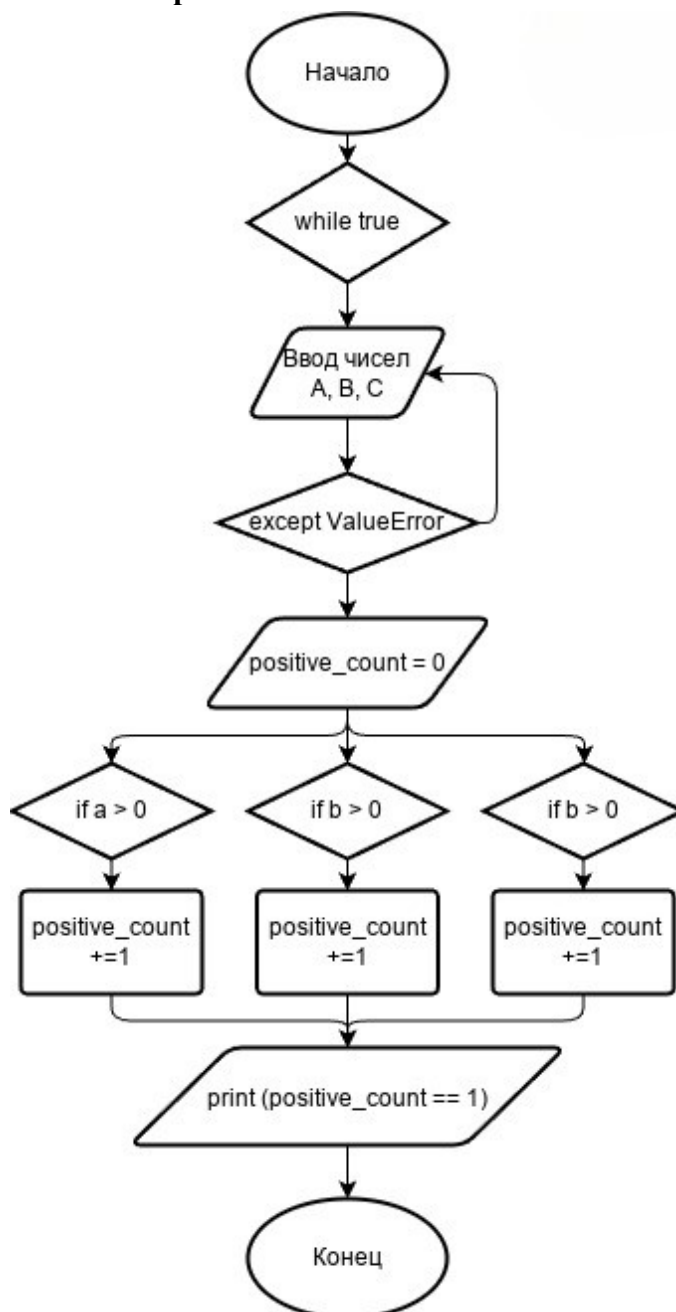 Начало
while true
Ввод чисел
A, B, C
except ValueError
positive_count = 0
if a > 0
if b > 0
if b > 0
positive_count
+=1
positive_count
+=1
positive_count
+=1
print (positive_count == 1)
Конец